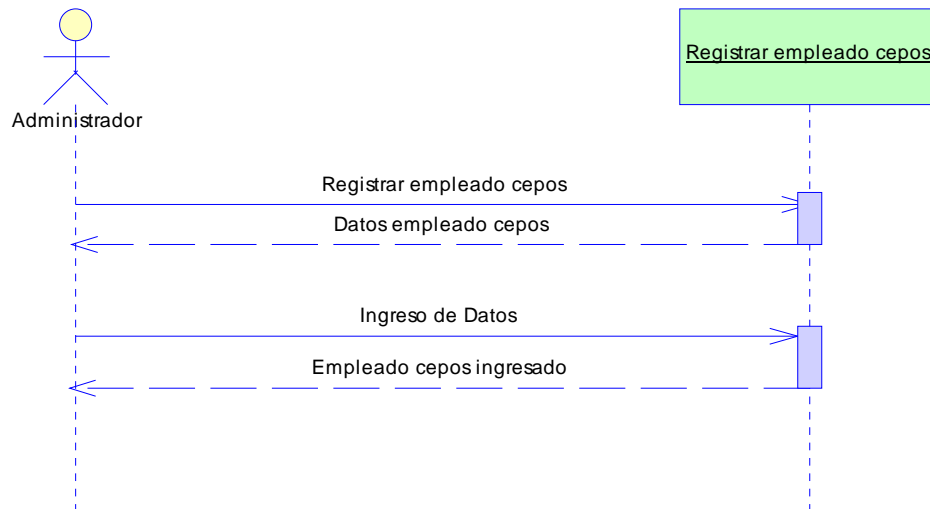 Registrar empleado cepos
Administrador
Registrar empleado cepos
Datos empleado cepos
Ingreso de Datos
Empleado cepos ingresado